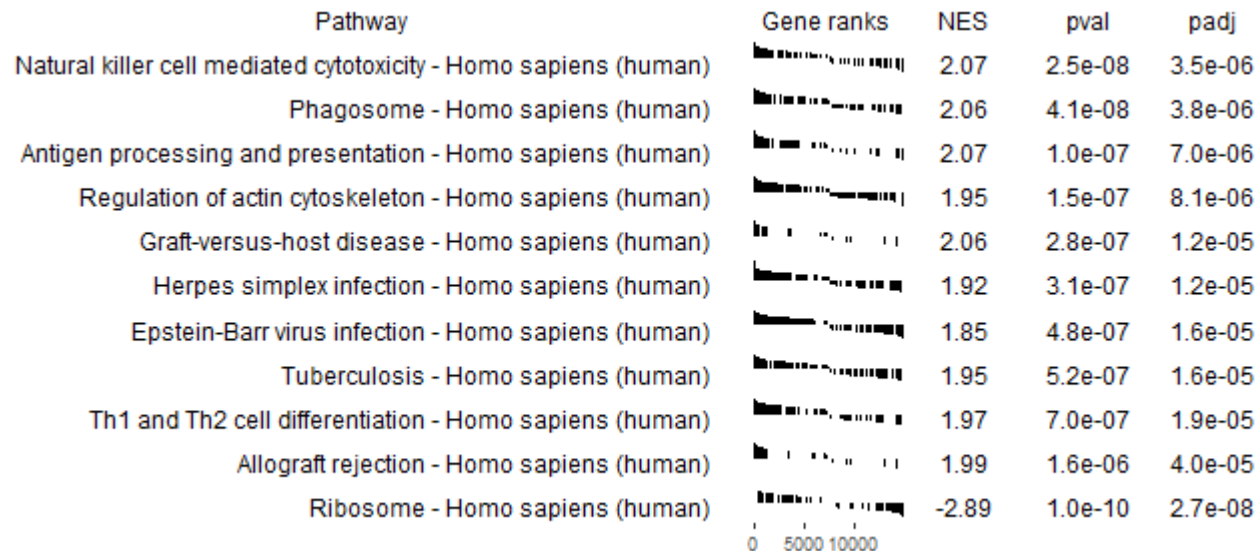 Pathway Gene ranks NES pval padj
Natural killer cell mediated cytotoxicity - Homo sapiens (human) 2.07 2.5e-08 3.5e-06
Phagosome - Homo sapiens (human) 2.06 4.1e-08 3.8e-06
Antigen processing and presentation - Homo sapiens (human) 2.07 1.0e-07 7.0e-06
Regulation of actin cytoskeleton - Homo sapiens (human) 1.95 1.5e-07 8.1e-06
Graft-versus-host disease - Homo sapiens (human) 2.06 2.8e-07 1.2e-05
Herpes simplex infection - Homo sapiens (human) 1.92 3.1e-07 1.2e-05
Epstein-Barr virus infection - Homo sapiens (human) 1.85 4.8e-07 1.6e-05
Tuberculosis - Homo sapiens (human) 1.95 5.2e-07 1.6e-05
Th1 and Th2 cell differentiation - Homo sapiens (human) 1.97 7.0e-07 1.9e-05
Allograft rejection - Homo sapiens (human) 1.99 1.6e-06 4.0e-05
Ribosome - Homo sapiens (human) -2.89 1.0e-10 2.7e-08
0 5000 10000